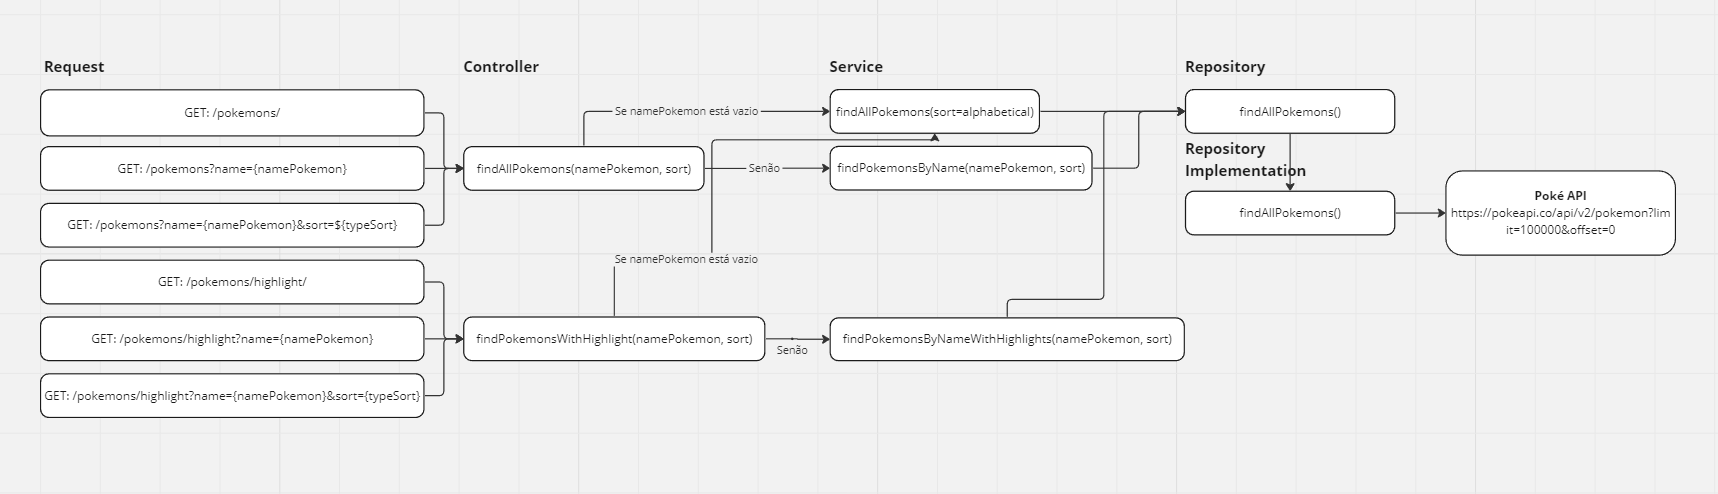 Request
Controller
Service
Repository
GET: /pokemons/
Se namePokemon está vazio
findAllPokemons(sort=alphabetical)
findAllPokemons()
GET: /pokemons?name={namePokemon}
findAllPokemons(namePokemon, sort)
Senão
findPokemonsByName(namePokemon, sort)
Repository
Implementation
GET: /pokemons?name={namePokemon}&sort=${typeSort}
findAllPokemons()
Poké API
https://pokeapi.co/api/v2/pokemon?lim
it=100000&offset=0
Se namePokemon está vazio
GET: /pokemons/highlight/
GET: /pokemons/highlight?name={namePokemon}
findPokemonsWithHighlight(namePokemon, sort)
Senão
findPokemonsByNameWithHighlights(namePokemon, sort)
GET: /pokemons/highlight?name={namePokemon}&sort={typeSort}